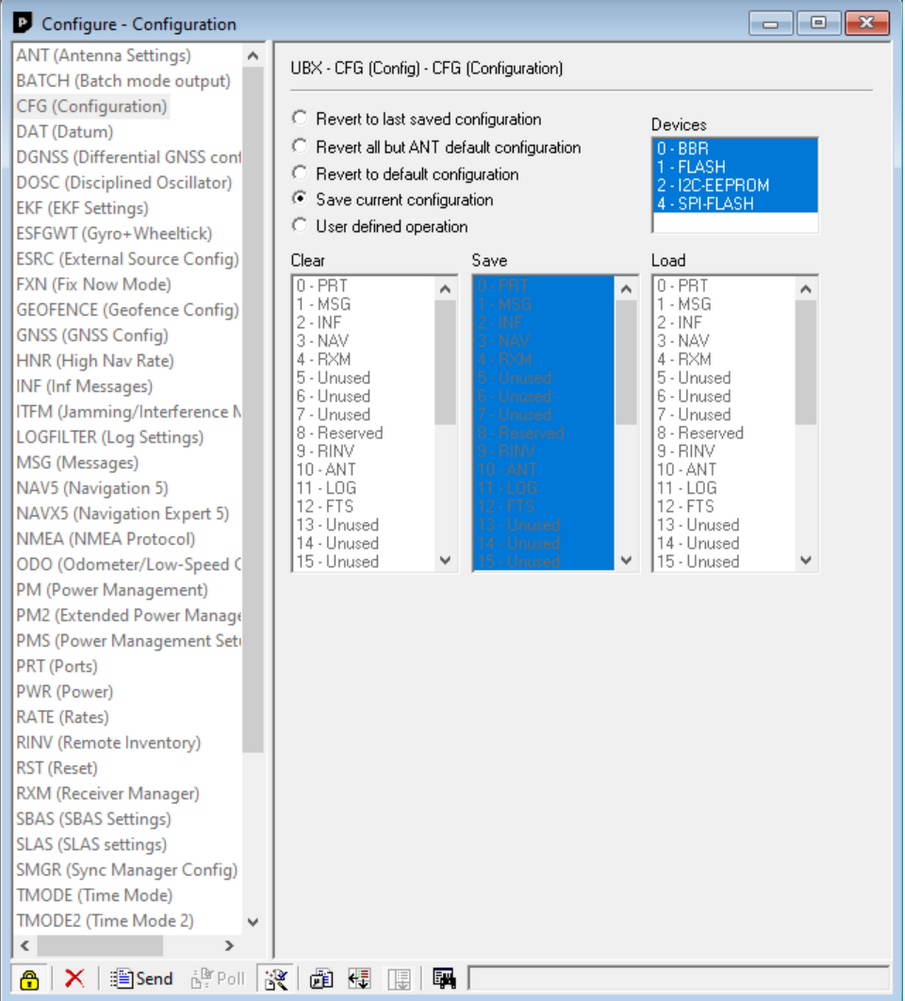 P Configure - Configuration
ANT (Antenna Settings)
BATCH (Batch mode output)
CFG (Configuration)
DAT (Datum)
DGNSS (Differential GNSS conf
DOSC (Disciplined Oscillator)
EKF (EKF Settings)
ESFGWT (Gyro+Wheeltick)
ESRC (External Source Config)
FXN (Fix Now Mode)
GEOFENCE (Geofence Config)
GNSS (GNSS Config)
HNR (High Nav Rate)
INF (Inf Messages)
ITFM (Jamming/Interference M
LOGFILTER (Log Settings)
MSG (Messages)
NAV5 (Navigation 5)
NAVX5 (Navigation Expert 5)
NMEA (NMEA Protocol)
ODO (Odometer/Low-Speed C
PM (Power Management)
PM2 (Extended Power Manage
PMS (Power Management Setu
PRT (Ports)
PWR (Power)
RATE (Rates)
RINV (Remote Inventory)
RST (Reset)
RXM (Receiver Manager)
SBAS (SBAS Settings)
SLAS (SLAS settings)
SMGR (Sync Manager Config)
TMODE (Time Mode)
TMODE2 (Time Mode 2)
UBX - CFG (Config) - CFG (Configuration)
Revert to last saved configuration
Revert all but ANT default configuration
Revert to default configuration
Save current configuration
User defined operation
Devices
0 - BBR
1 - FLASH
2 - I2C-EEPROM
4 - SPI-FLASH
Clear
0 - PRT
1 - MSG
2 - INF
3 - NAV
4 - RXM
5 - Unused
6 - Unused
7 - Unused
8 - Reserved
9 - RINV
10 - ANT
11 - LOG
12 - FTS
13 - Unused
14 - Unused
15 - Unused
Save
0 - PRT
1 - MSG
2 - INF
3 - NAV
4 - RXM
5 - Unused
6 - Unused
7 - Unused
8 - Reserved
9 - RINV
10 - ANT
11 - LOG
12 - FTS
13 - Unused
14 - Unused
15 - Unused
Load
0 - PRT
1 - MSG
2 - INF
3 - NAV
4 - RXM
5 - Unused
6 - Unused
7 - Unused
8 - Reserved
9 - RINV
10 - ANT
11 - LOG
12 - FTS
13 - Unused
14 - Unused
15 - Unused
Send Poll